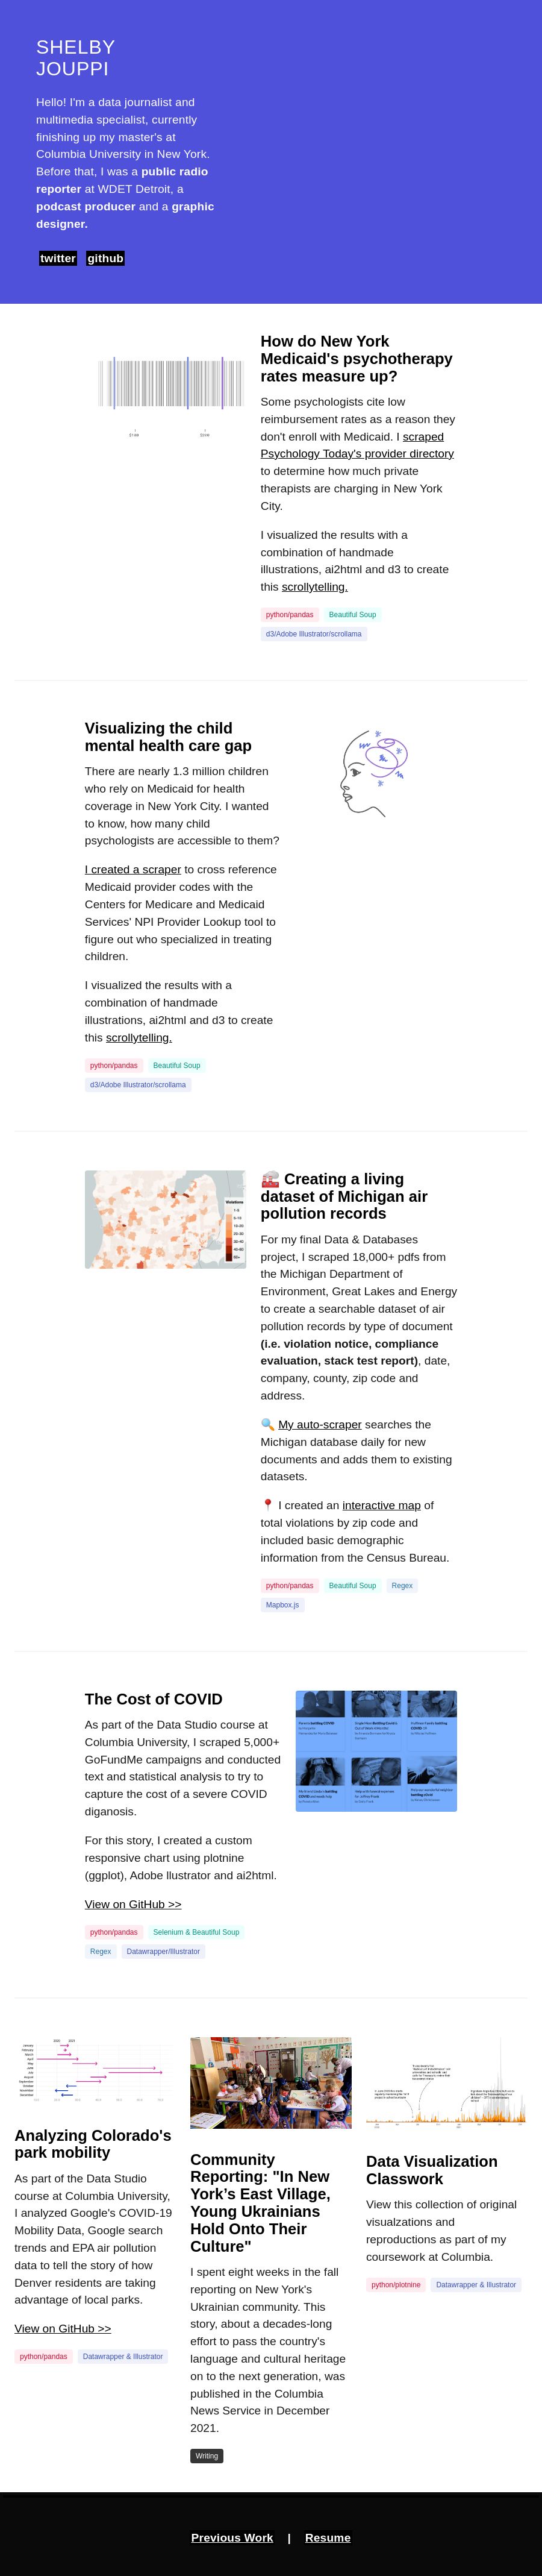 SHELBY
JOUPPI
Hello! I'm a data journalist and
multimedia specialist, currently
finishing up my master's at
Columbia University in New York.
Before that, I was a public radio
reporter at WDET Detroit, a
podcast producer and a graphic
designer.
twitter github
How do New York
Medicaid's psychotherapy
rates measure up?
Some psychologists cite low
reimbursement rates as a reason they
don't enroll with Medicaid. I scraped
Psychology Today's provider directory
to determine how much private
therapists are charging in New York
City.
I visualized the results with a
combination of handmade
illustrations, ai2html and d3 to create
this scrollytelling.
python/pandas Beautiful Soup
d3/Adobe Illustrator/scrollama
Visualizing the child
mental health care gap
There are nearly 1.3 million children
who rely on Medicaid for health
coverage in New York City. I wanted
to know, how many child
psychologists are accessible to them?
I created a scraper to cross reference
Medicaid provider codes with the
Centers for Medicare and Medicaid
Services' NPI Provider Lookup tool to
figure out who specialized in treating
children.
I visualized the results with a
combination of handmade
illustrations, ai2html and d3 to create
this scrollytelling.
python/pandas Beautiful Soup
d3/Adobe Illustrator/scrollama
Violations
🏭 Creating a living
dataset of Michigan air
pollution records
For my final Data & Databases
project, I scraped 18,000+ pdfs from
the Michigan Department of
Environment, Great Lakes and Energy
to create a searchable dataset of air
pollution records by type of document
(i.e. violation notice, compliance
evaluation, stack test report), date,
company, county, zip code and
address.
🔍 My auto-scraper searches the
Michigan database daily for new
documents and adds them to existing
datasets.
📍 I created an interactive map of
total violations by zip code and
included basic demographic
information from the Census Bureau.
python/pandas Beautiful Soup Regex
Mapbox.js
The Cost of COVID
As part of the Data Studio course at
Columbia University, I scraped 5,000+
GoFundMe campaigns and conducted
text and statistical analysis to try to
capture the cost of a severe COVID
diganosis.
For this story, I created a custom
responsive chart using plotnine
(ggplot), Adobe llustrator and ai2html.
View on GitHub >>
python/pandas Selenium & Beautiful Soup
Regex Datawrapper/Illustrator
Analyzing Colorado's
park mobility
As part of the Data Studio
course at Columbia University,
I analyzed Google's COVID-19
Mobility Data, Google search
trends and EPA air pollution
data to tell the story of how
Denver residents are taking
advantage of local parks.
View on GitHub >>
python/pandas Datawrapper & Illustrator
Community
Reporting: "In New
York’s East Village,
Young Ukrainians
Hold Onto Their
Culture"
I spent eight weeks in the fall
reporting on New York's
Ukrainian community. This
story, about a decades-long
effort to pass the country's
language and cultural heritage
on to the next generation, was
published in the Columbia
News Service in December
2021.
Writing
Data Visualization
Classwork
View this collection of original
visualzations and
reproductions as part of my
coursework at Columbia.
python/plotnine Datawrapper & Illustrator
Previous Work | Resume